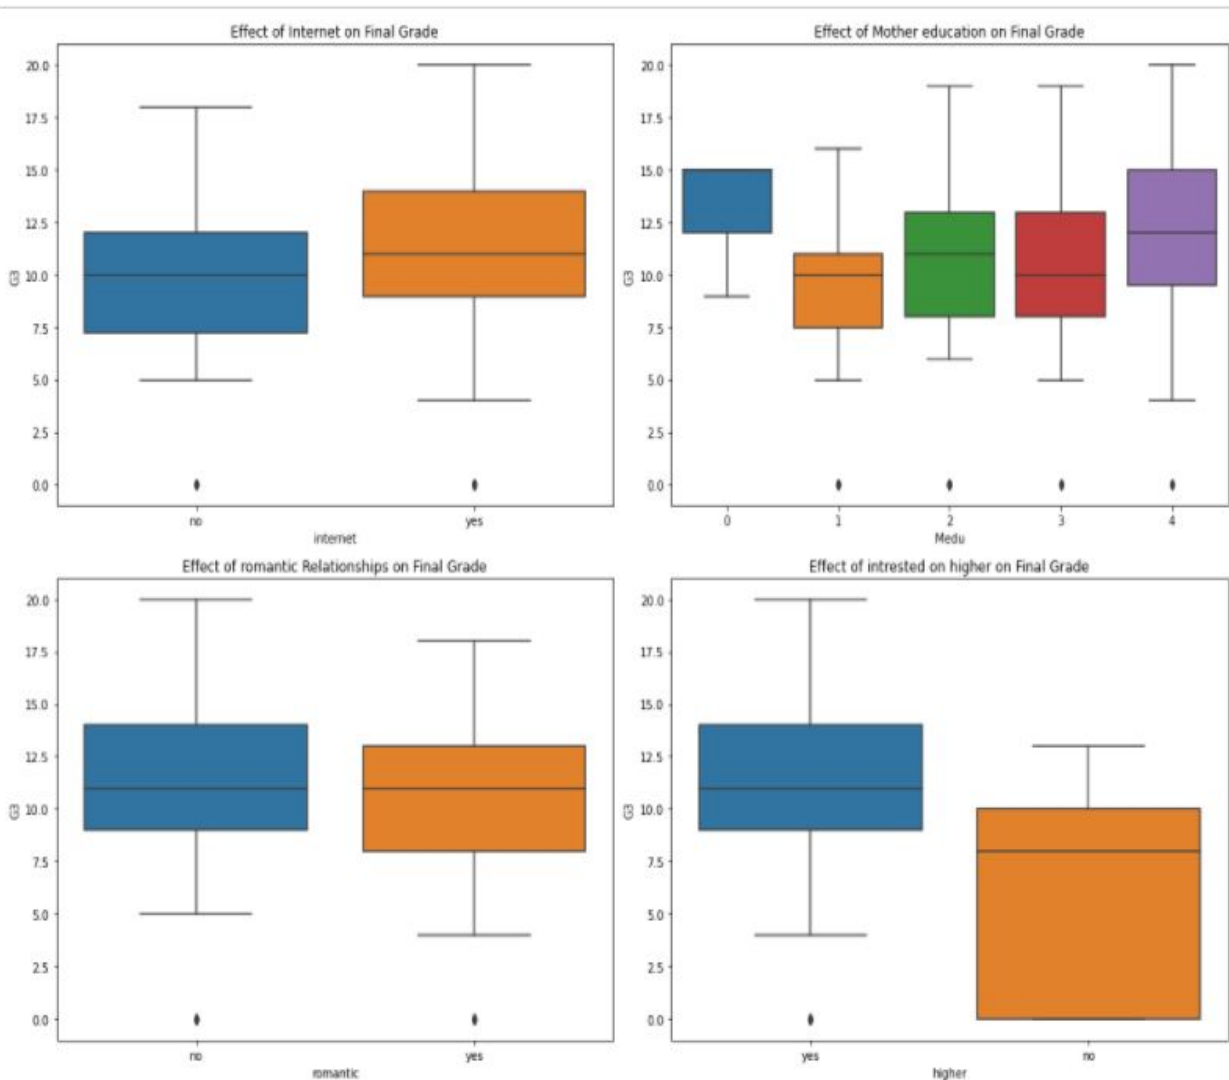 Effect of Internet on Final Grade
20.0
17.5
15.0
12.5
10.0
7.5
5.0
2.5
0.0
G3
no yes
internet
Effect of Mother education on Final Grade
20.0
17.5
15.0
12.5
10.0
7.5
5.0
2.5
0.0
G3
0 1 2 3 4
Medu
Effect of romantic Relationships on Final Grade
20.0
17.5
15.0
12.5
10.0
7.5
5.0
2.5
0.0
G3
no yes
romantic
Effect of intrested on higher on Final Grade
20.0
17.5
15.0
12.5
10.0
7.5
5.0
2.5
0.0
G3
yes no
higher